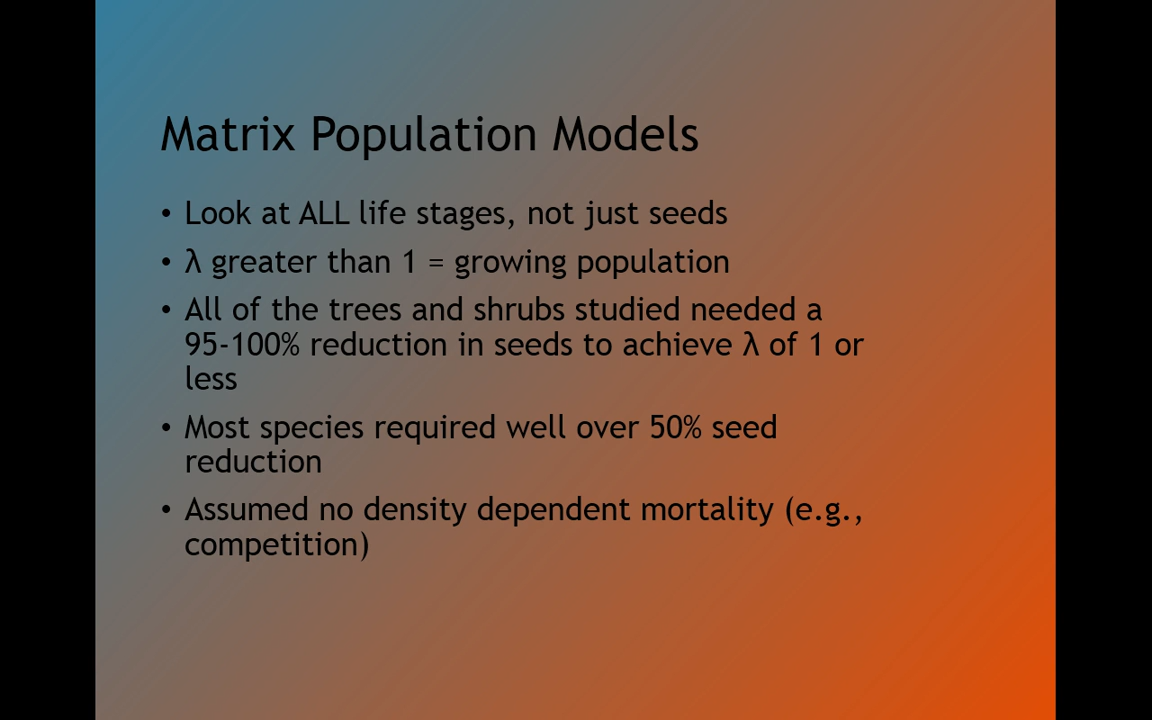 Matrix Population Models
• Look at ALL life stages, not just seeds
• λ greater than 1 = growing population
• All of the trees and shrubs studied needed a
95-100% reduction in seeds to achieve λ of 1 or
less
• Most species required well over 50% seed
reduction
• Assumed no density dependent mortality (e.g.,
competition)